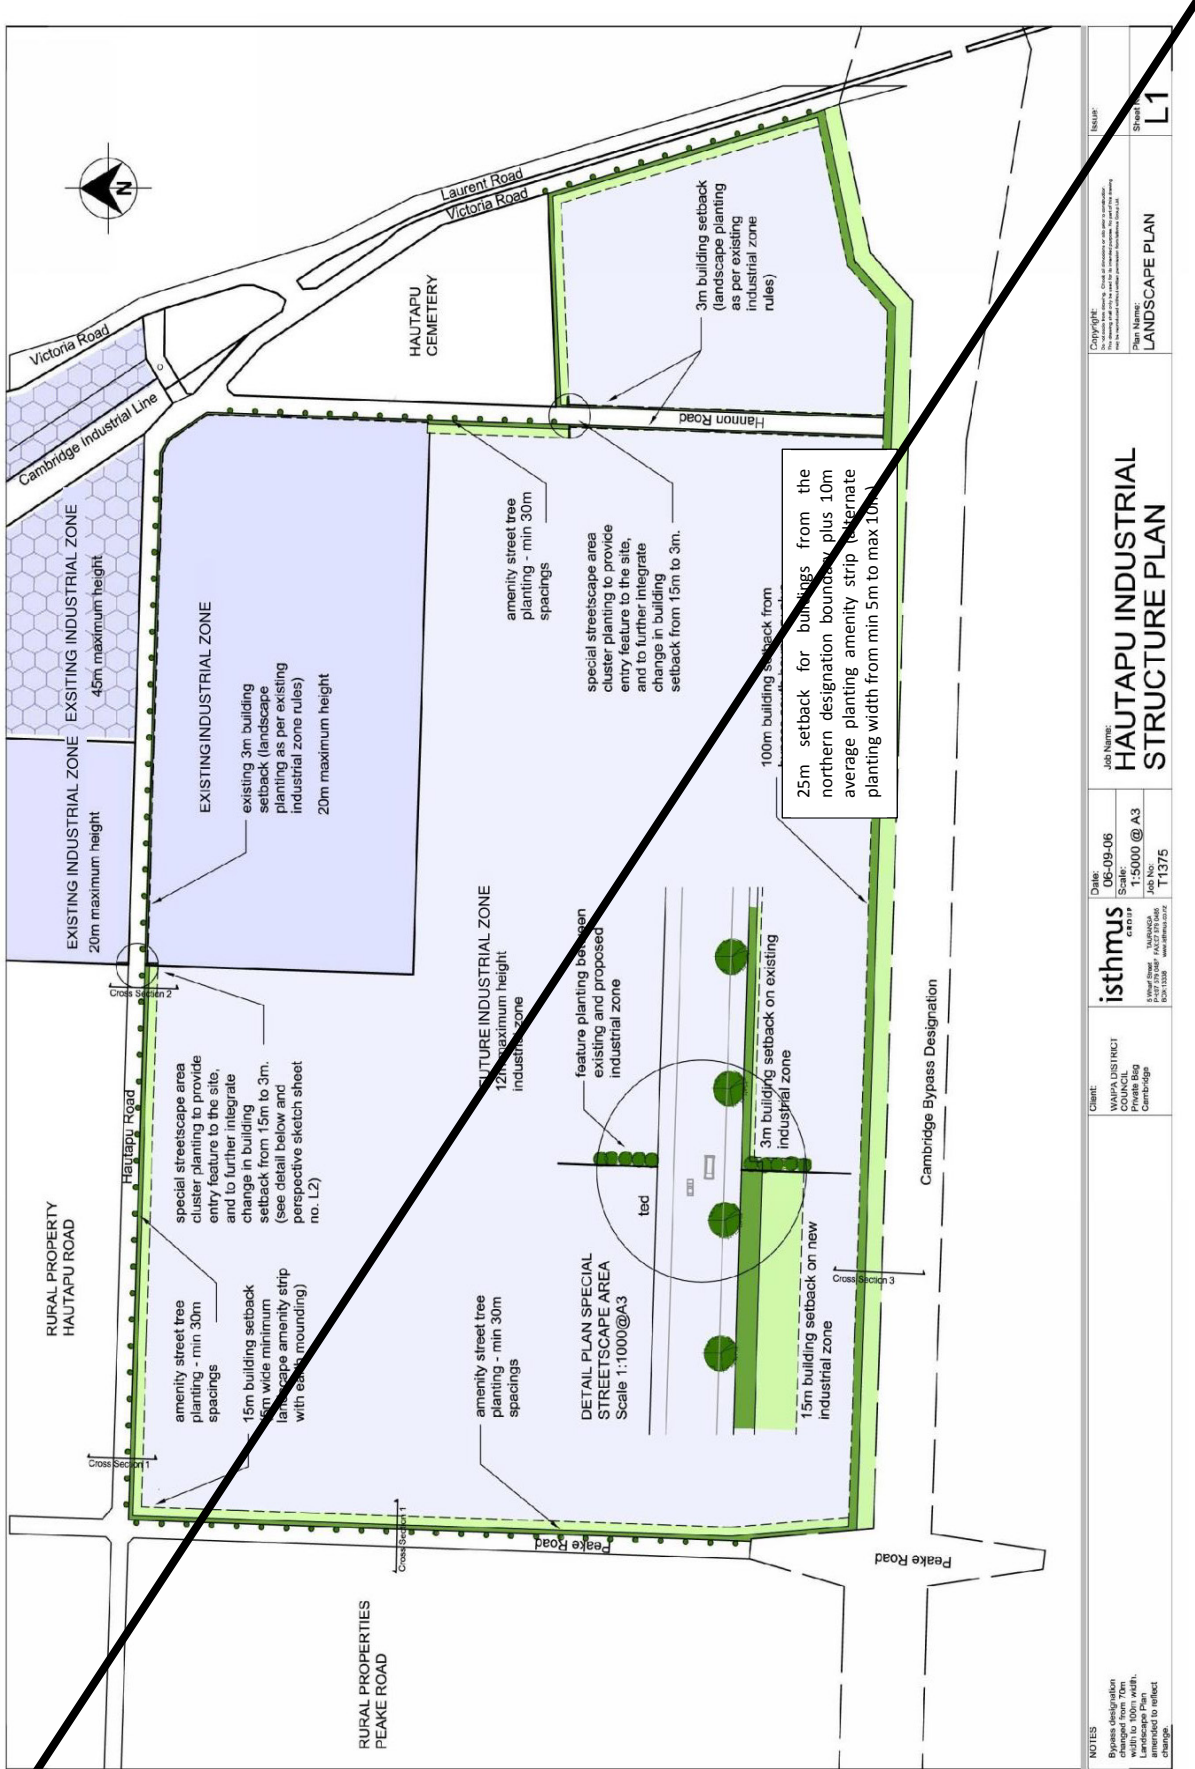 RURAL PROPERTY
HAUTAPU ROAD
RURAL PROPERTIES
PEAKE ROAD
Hautapu Road
EXISTING INDUSTRIAL ZONE
20m maximum height
EXSITING INDUSTRIAL ZONE
45m maximum height
Cambridge Industrial Line
Victoria Road
Laurent Road
Victoria Road
N
HAUTAPU
CEMETERY
EXISTING INDUSTRIAL ZONE
existing 3m building
setback (landscape
planting as per existing
industrial zone rules)
20m maximum height
Cross Section 2
special streetscape area
cluster planting to provide
entry feature to the site,
and to further integrate
change in building
setback from 15m to 3m.
(see detail below and
perspective sketch sheet
no. L2)
amenity street tree
planting - min 30m
spacings
15m building setback
5m wide minimum
landscape amenity strip
with earth mounding)
Cross Section 1
Cross Section 1
Peake Road
Peake Road
amenity street tree
planting - min 30m
spacings
FUTURE INDUSTRIAL ZONE
12m maximum height
industrial zone
amenity street tree
planting - min 30m
spacings
special streetscape area
cluster planting to provide
entry feature to the site,
and to further integrate
change in building
setback from 15m to 3m.
Hannon Road
3m building setback
(landscape planting
as per existing
industrial zone
rules)
100m building setback from
25m setback for buildings from the
northern designation boundary plus 10m
average planting amenity strip (alternate
planting width from min 5m to max 10m)
feature planting between
existing and proposed
industrial zone
DETAIL PLAN SPECIAL
STREETSCAPE AREA
Scale 1:1000@A3
ted
3m building setback on existing
industrial zone
15m building setback on new
industrial zone
Cross Section 3
Cambridge Bypass Designation
NOTES
Bypass designation
changed from 70m
width to 100m width.
Landscape Plan
amended to reflect
change.
Client:
WAIPA DISTRICT
COUNCIL
Private Bag
Cambridge
isthmus
GROUP
Date:
06-09-06
Scale:
1:5000 @ A3
Job No:
T1375
Job Name:
HAUTAPU INDUSTRIAL
STRUCTURE PLAN
Copyright:
Plan Name:
LANDSCAPE PLAN
Issue:
L1